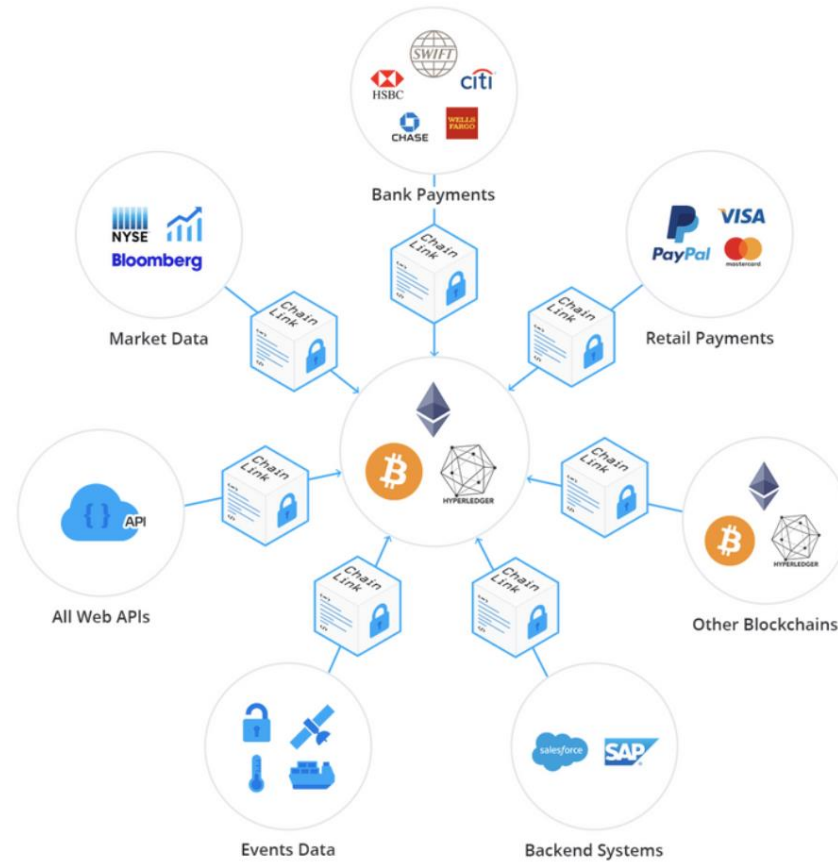 SWIFT
HSBC
citi
CHASE
WELLS
FARGO
Bank Payments
NYSE
Bloomberg
Market Data
PayPal
VISA
mastercard
Retail Payments
Chain
Link
Chain
Link
Chain
Link
HYPERLEDGER
{ } API
All Web APIs
Chain
Link
Chain
Link
HYPERLEDGER
Other Blockchains
Chain
Link
Chain
Link
Events Data
salesforce
SAP
Backend Systems